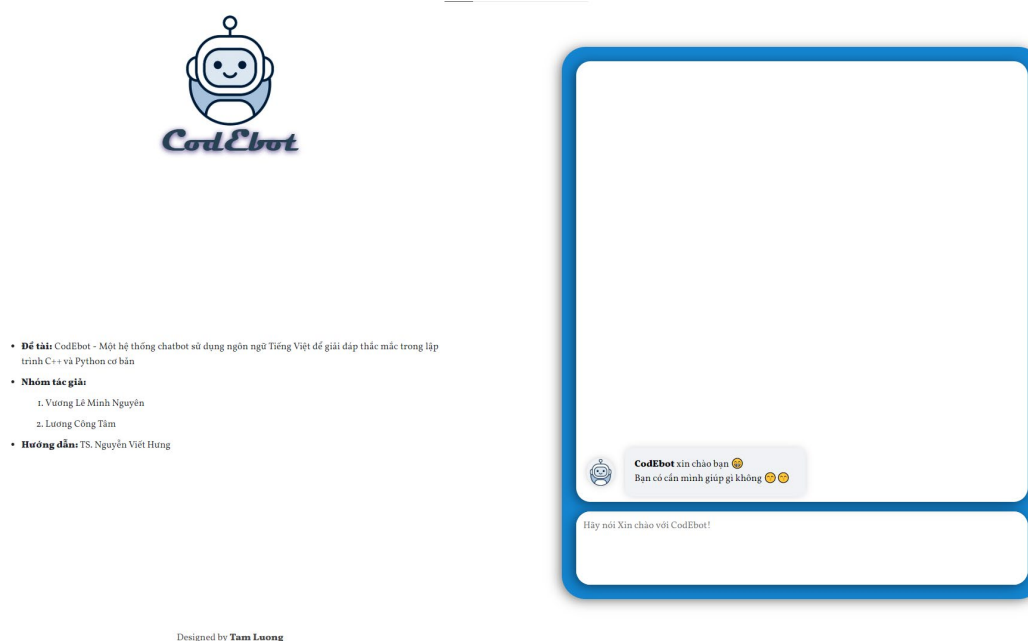 CodEbot
• Đề tài: CodEbot - Một hệ thống chatbot sử dụng ngôn ngữ Tiếng Việt để giải đáp thắc mắc trong lập
trình C++ và Python cơ bản
• Nhóm tác giả:
1. Vương Lê Minh Nguyên
2. Lương Công Tâm
• Hướng dẫn: TS. Nguyễn Viết Hưng
Designed by Tam Luong
CodEbot xin chào bạn 😄
Bạn có cần mình giúp gì không 😙😙
Hãy nói Xin chào với CodEbot!